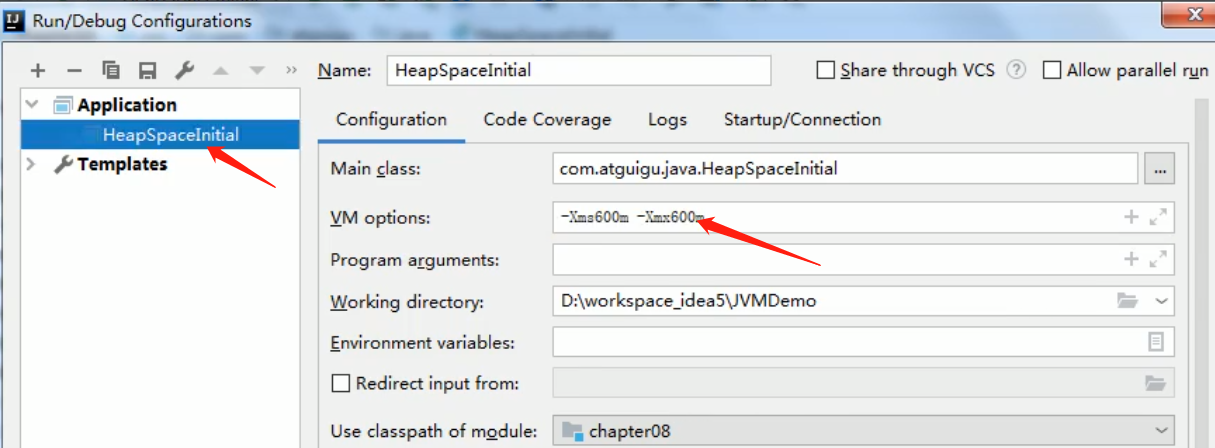 Run/Debug Configurations
Name: HeapSpaceInitial Share through VCS ? Allow parallel run
Application
HeapSpaceInitial
Templates
Configuration Code Coverage Logs Startup/Connection
Main class: com.atguigu.java.HeapSpaceInitial ...
VM options: -Xms600m -Xmx600m
Program arguments:
Working directory: D:\workspace_idea5\JVMDemo
Environment variables:
Redirect input from:
Use classpath of module: chapter08